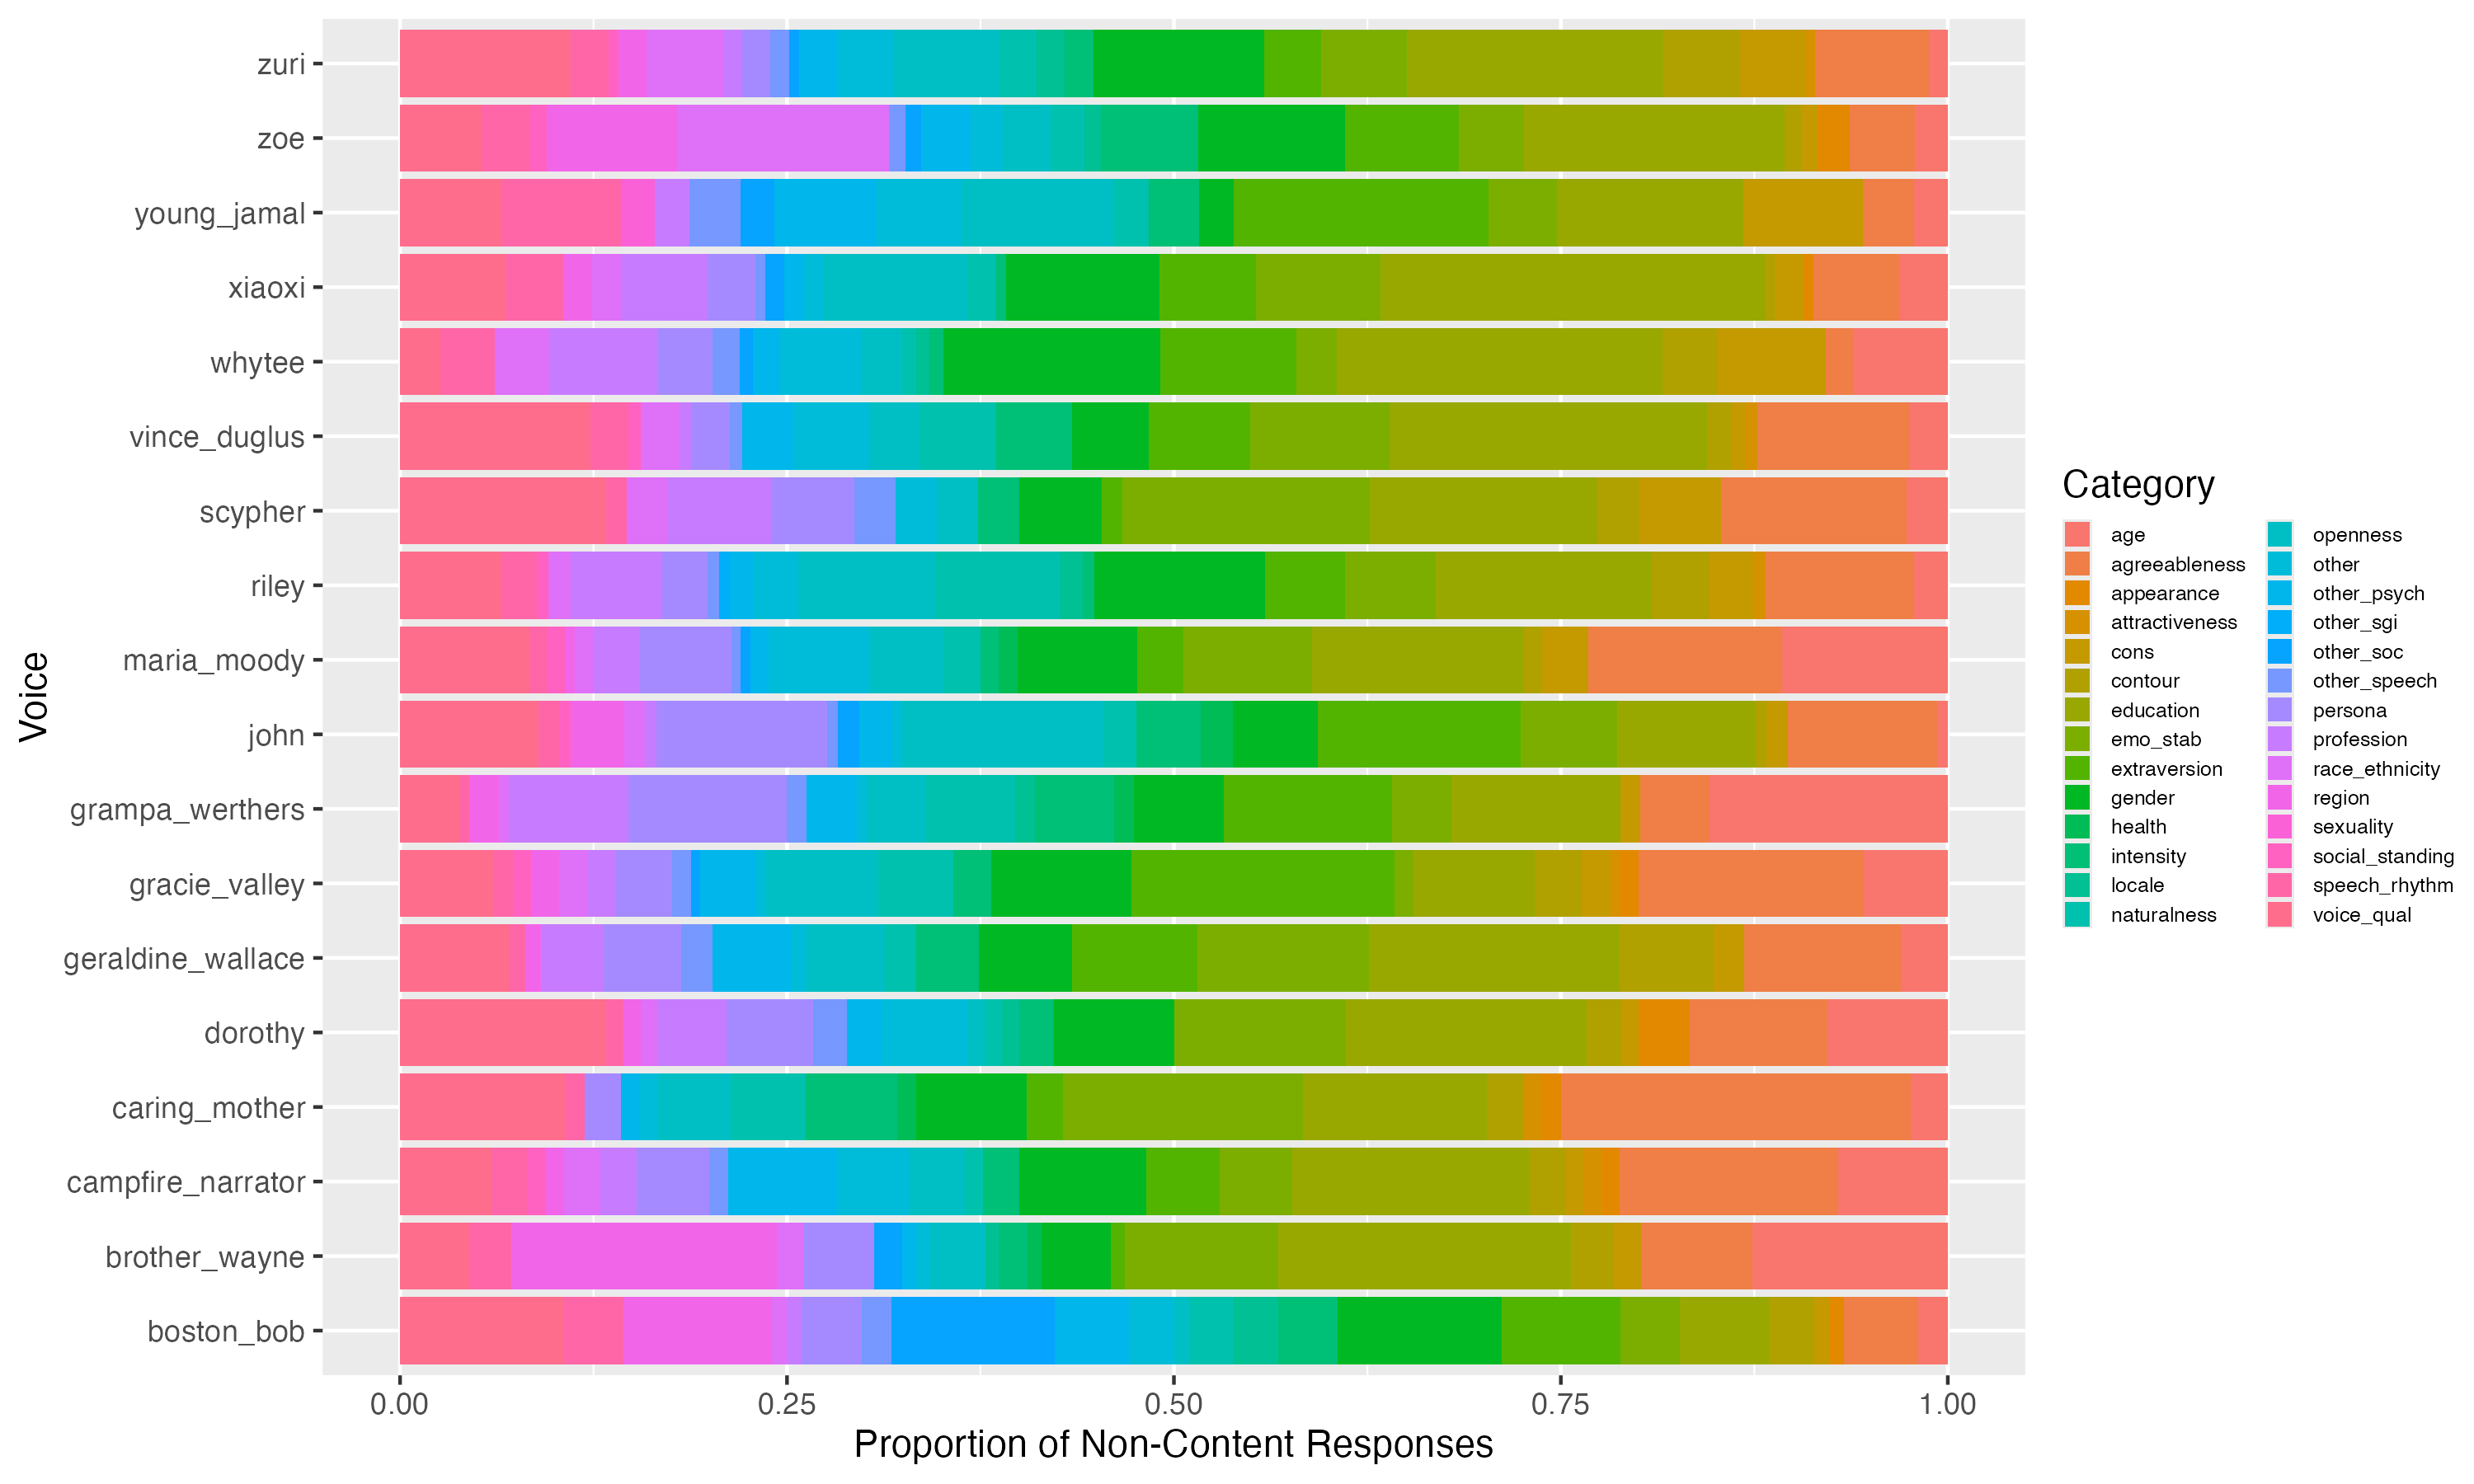 zuri
zoe
young_jamal
xiaoxi
whytee
vince_duglus
scypher
riley
maria_moody
john
grampa_werthers
gracie_valley
geraldine_wallace
dorothy
caring_mother
campfire_narrator
brother_wayne
boston_bob
Voice
0.00 0.25 0.50 0.75 1.00
Proportion of Non-Content Responses
Category
age
agreeableness
appearance
attractiveness
cons
contour
education
emo_stab
extraversion
gender
health
intensity
locale
naturalness
openness
other
other_psych
other_sgi
other_soc
other_speech
persona
profession
race_ethnicity
region
sexuality
social_standing
speech_rhythm
voice_qual